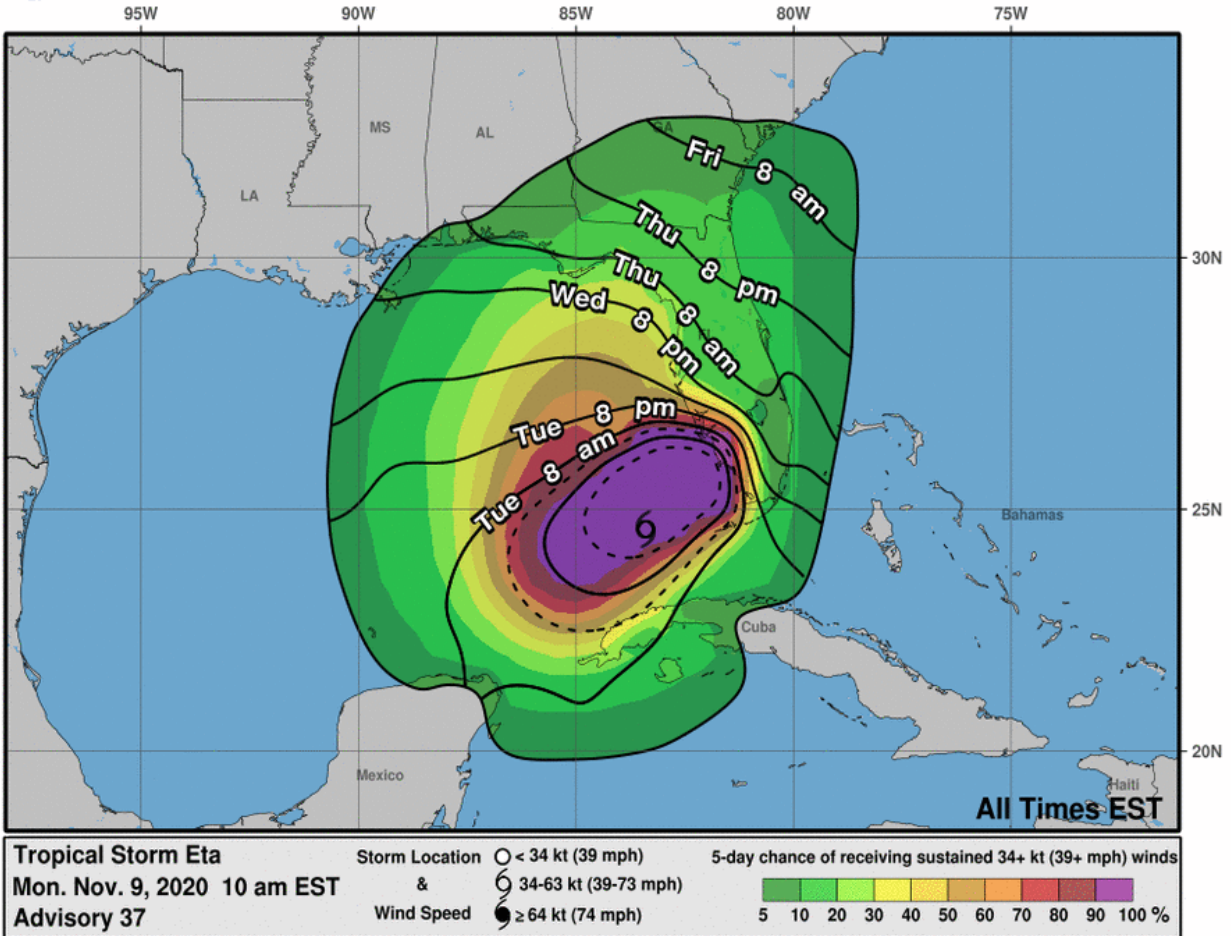 95W 90W 85W 80W 75W
MS
AL
GA
LA
Fri 8 am
Thu 8 pm
Thu 8 am
Wed 8 pm
Tue 8 pm
Tue 8 am
30N
25N
Bahamas
Cuba
20N
Mexico
Haiti
All Times EST
Tropical Storm Eta
Mon. Nov. 9, 2020 10 am EST
Advisory 37
Storm Location
&
Wind Speed
< 34 kt (39 mph)
34-63 kt (39-73 mph)
≥ 64 kt (74 mph)
5-day chance of receiving sustained 34+ kt (39+ mph) winds
5 10 20 30 40 50 60 70 80 90 100 %